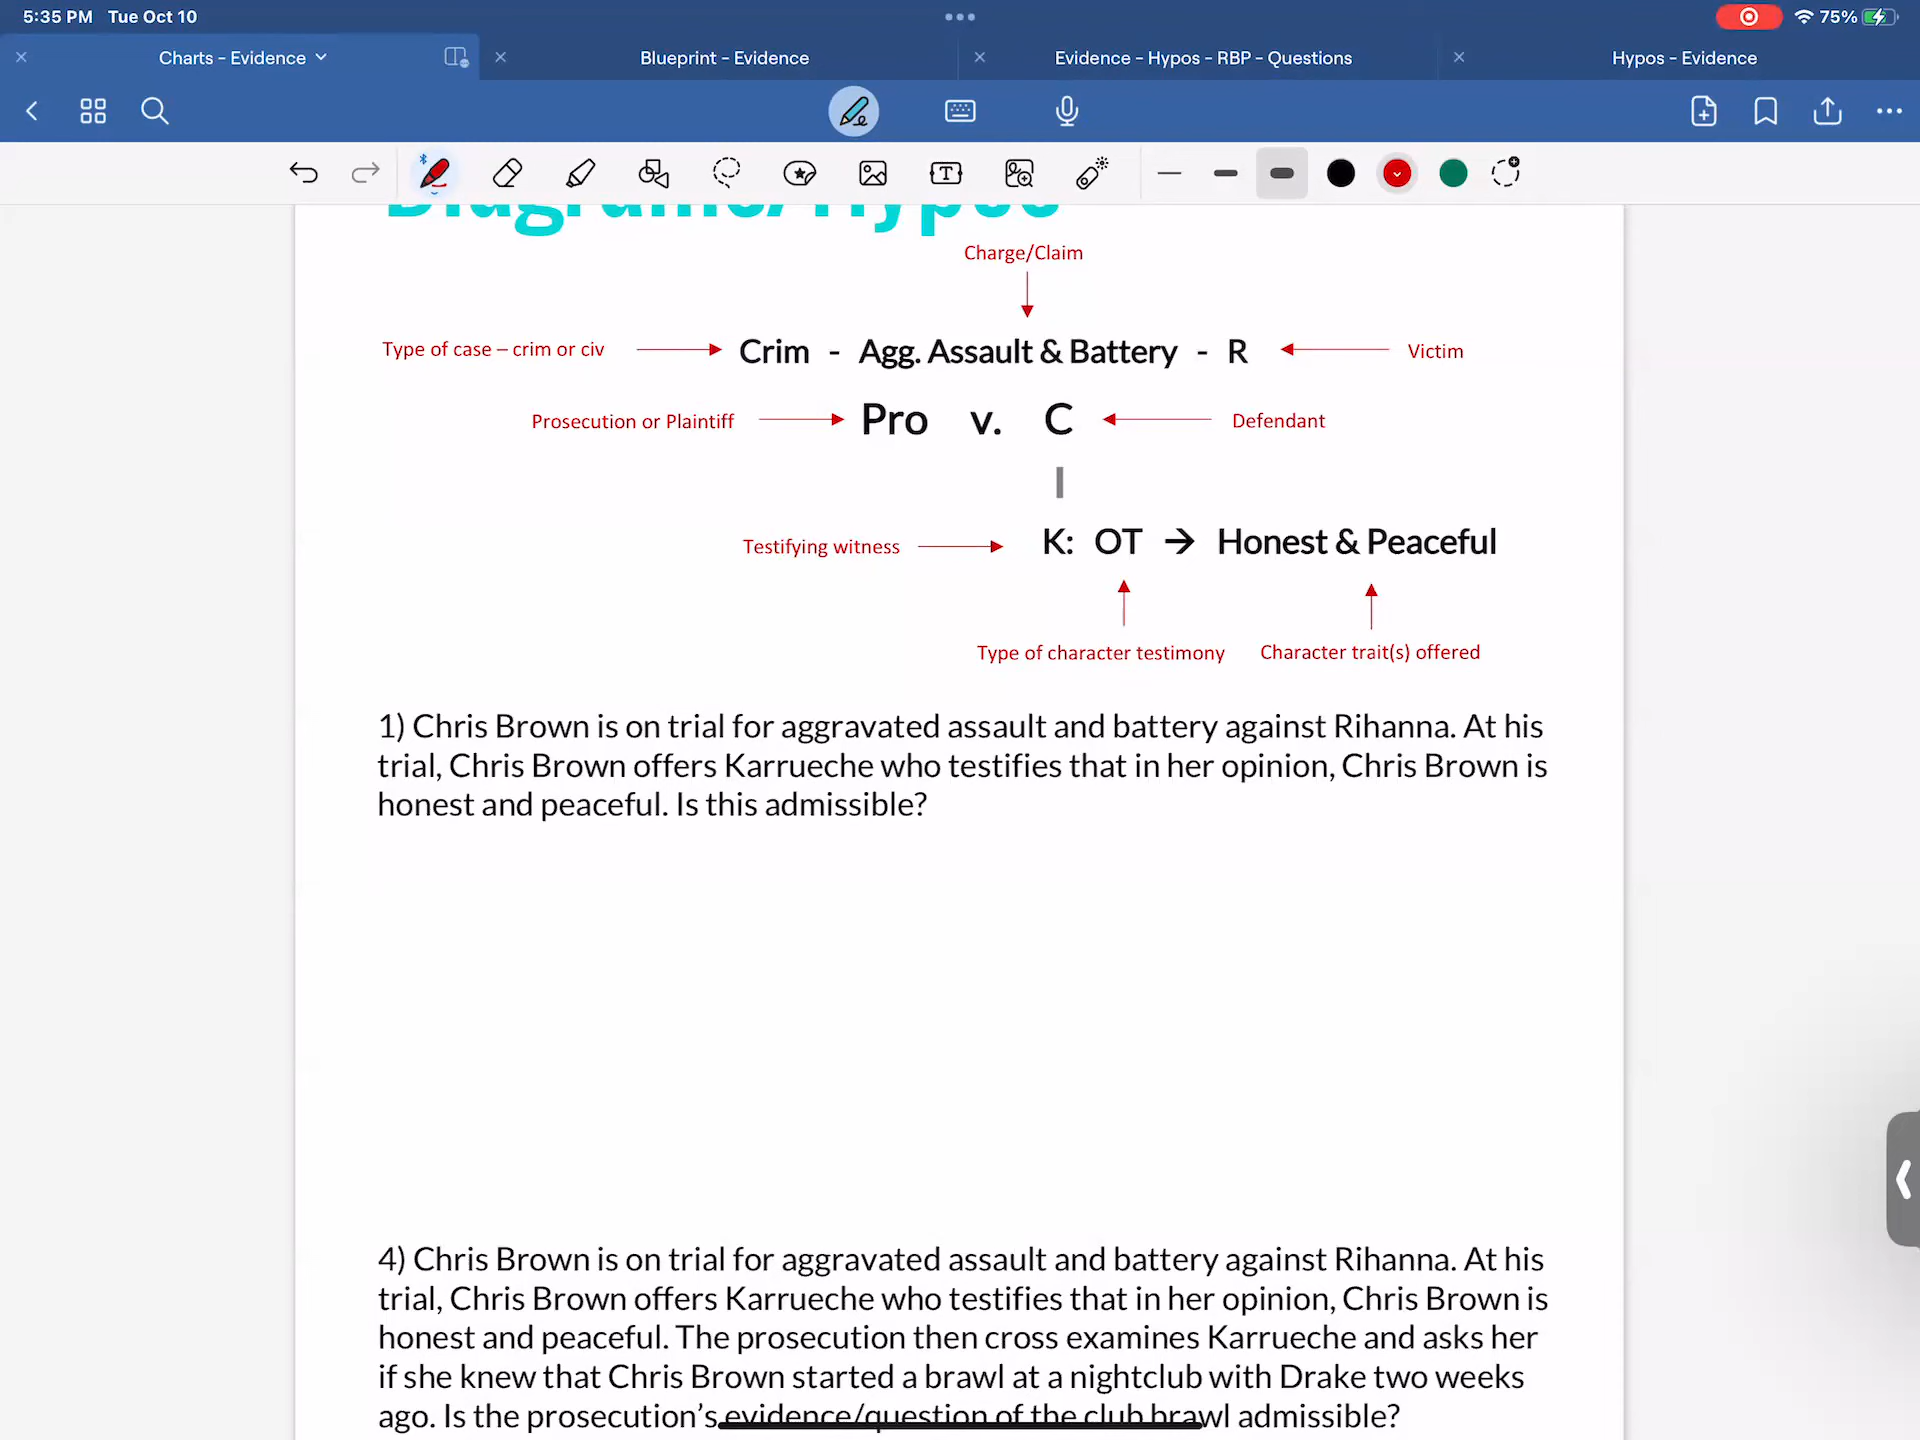 5:35 PM Tue Oct 10
75%
Charts - Evidence
Blueprint - Evidence
Evidence - Hypos - RBP - Questions
Hypos - Evidence
Diagrams/Hypos
Charge/Claim
Type of case – crim or civ
Crim - Agg. Assault & Battery - R
Victim
Prosecution or Plaintiff
Pro v. C
Defendant
Testifying witness
K: OT → Honest & Peaceful
Type of character testimony
Character trait(s) offered
1) Chris Brown is on trial for aggravated assault and battery against Rihanna. At his
trial, Chris Brown offers Karrueche who testifies that in her opinion, Chris Brown is
honest and peaceful. Is this admissible?
4) Chris Brown is on trial for aggravated assault and battery against Rihanna. At his
trial, Chris Brown offers Karrueche who testifies that in her opinion, Chris Brown is
honest and peaceful. The prosecution then cross examines Karrueche and asks her
if she knew that Chris Brown started a brawl at a nightclub with Drake two weeks
ago. Is the prosecution’s evidence/question of the club brawl admissible?